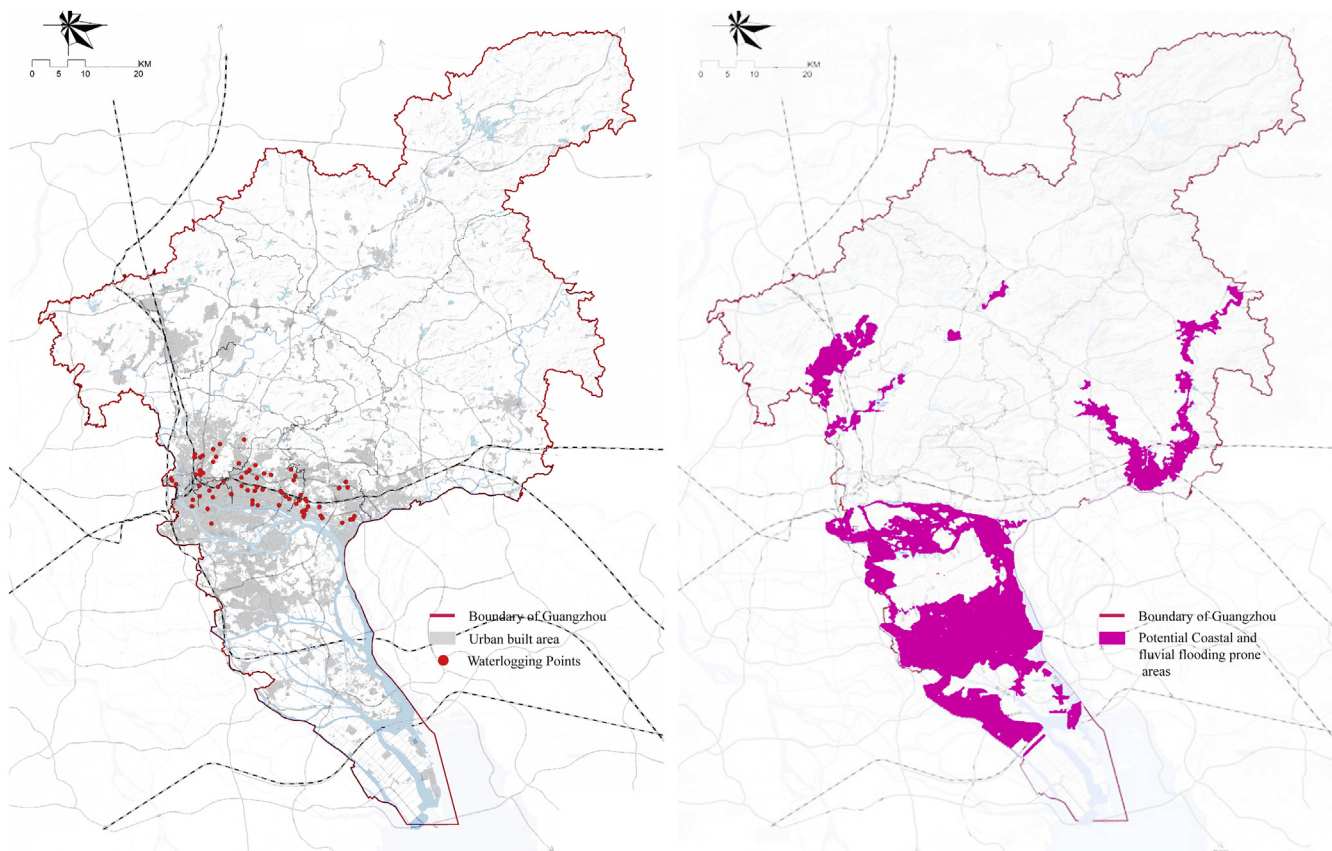 KM
0 5 10 20
Boundary of Guangzhou
Urban built area
Waterlogging Points
KM
0 5 10 20
Boundary of Guangzhou
Potential Coastal and
fluvial flooding prone
areas